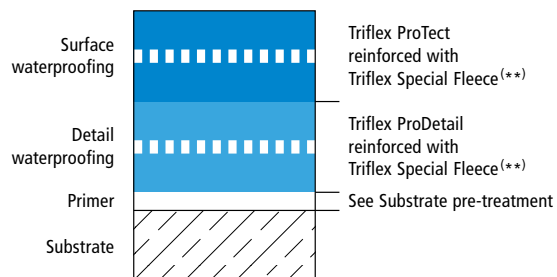 Surface
waterproofing
Triflex ProTect
reinforced with
Triflex Special Fleece(**)
Detail
waterproofing
Triflex ProDetail
reinforced with
Triflex Special Fleece(**)
Primer
See Substrate pre-treatment
Substrate